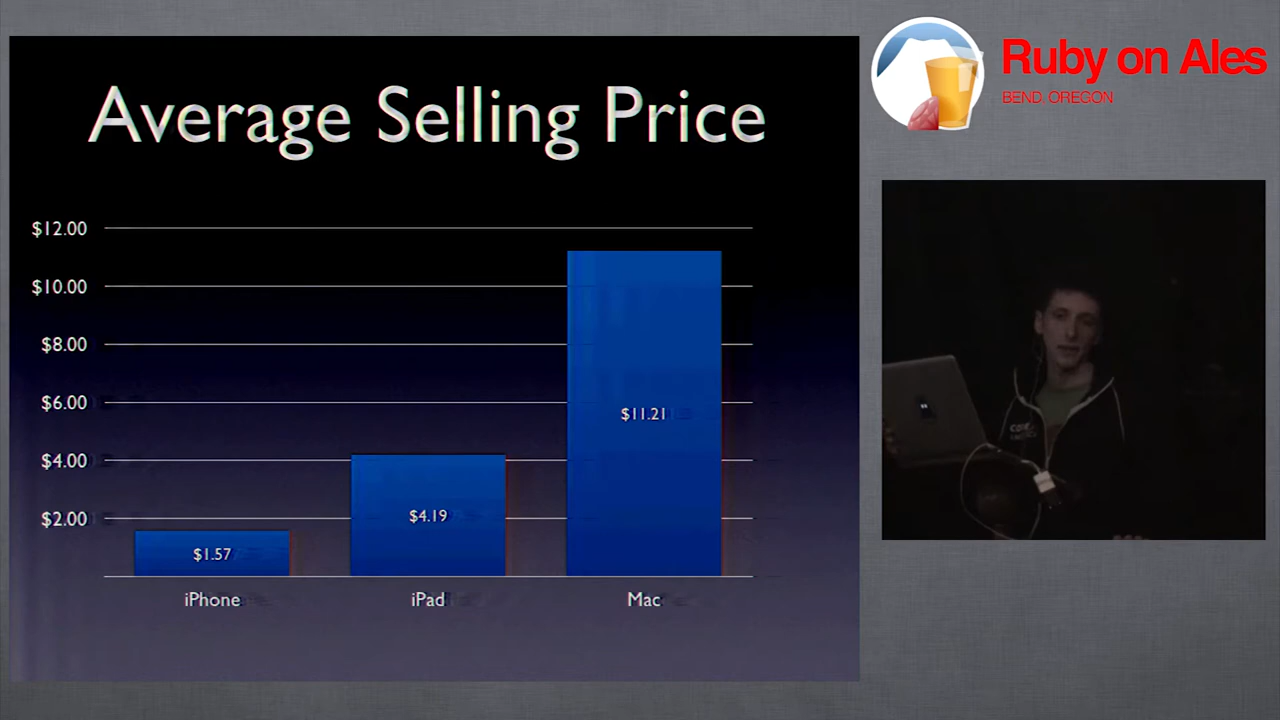 Average Selling Price
$12.00
$10.00
$8.00
$6.00
$4.00
$2.00
$1.57
$4.19
$11.21
iPhone
iPad
Mac
Ruby on Ales
BEND, OREGON